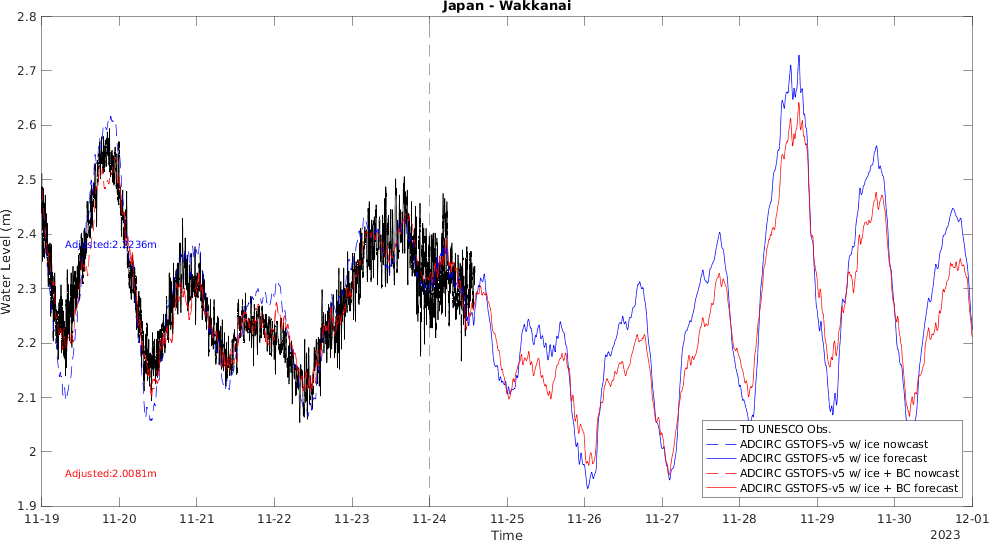 Japan - Wakkanai
Water Level (m)
2.8
2.7
2.6
2.5
2.4
2.3
2.2
2.1
2
1.9
Adjusted:2.2236m
Adjusted:2.0081m
TD UNESCO Obs.
ADCIRC GSTOFS-v5 w/ ice nowcast
ADCIRC GSTOFS-v5 w/ ice forecast
ADCIRC GSTOFS-v5 w/ ice + BC nowcast
ADCIRC GSTOFS-v5 w/ ice + BC forecast
11-19 11-20 11-21 11-22 11-23 11-24 11-25 11-26 11-27 11-28 11-29 11-30 12-01
Time
2023